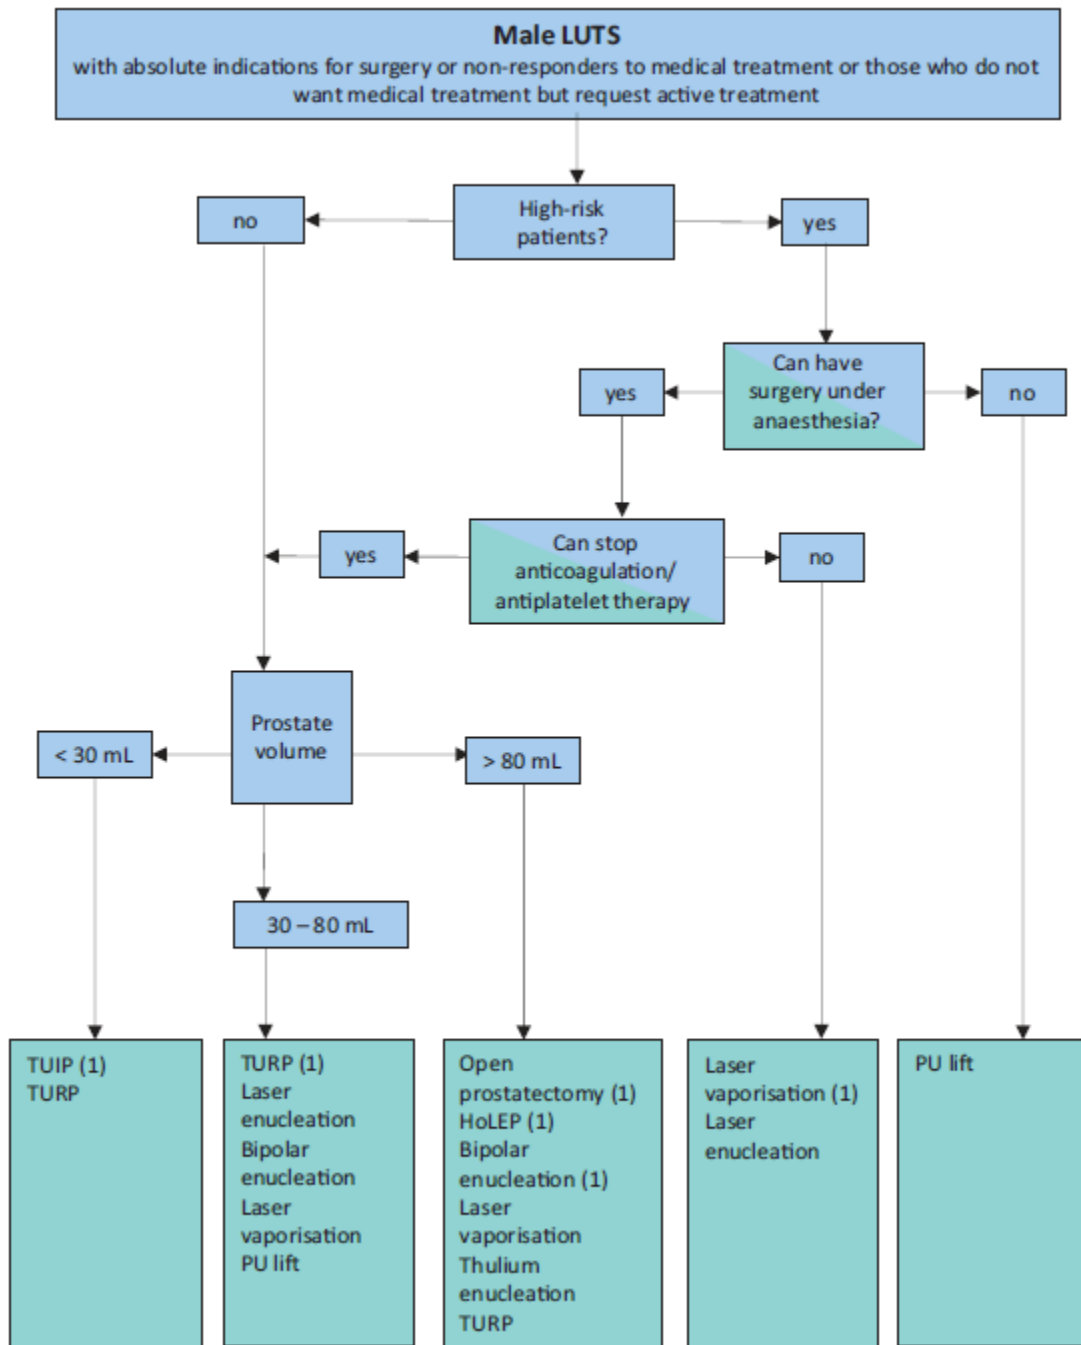 Male LUTS
with absolute indications for surgery or non-responders to medical treatment or those who do not
want medical treatment but request active treatment
no
High-risk
patients?
yes
yes
Can have
surgery under
anaesthesia?
no
yes
Can stop
anticoagulation/
antiplatelet therapy
no
< 30 mL
Prostate
volume
> 80 mL
30 – 80 mL
TUIP (1)
TURP
TURP (1)
Laser
enucleation
Bipolar
enucleation
Laser
vaporisation
PU lift
Open
prostatectomy (1)
HoLEP (1)
Bipolar
enucleation (1)
Laser
vaporisation
Thulium
enucleation
TURP
Laser
vaporisation (1)
Laser
enucleation
PU lift